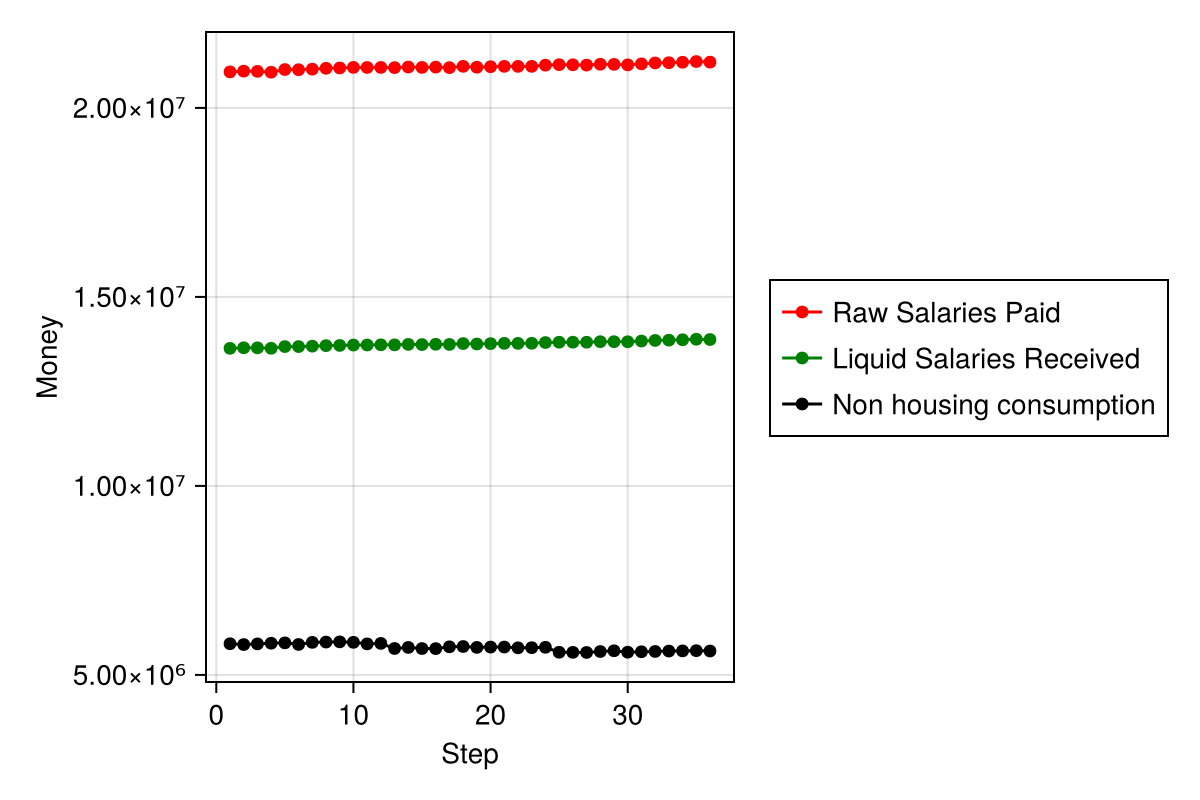 2.00×10⁷
1.50×10⁷
1.00×10⁷
5.00×10⁶
Money
0 10 20 30
Step
Raw Salaries Paid
Liquid Salaries Received
Non housing consumption